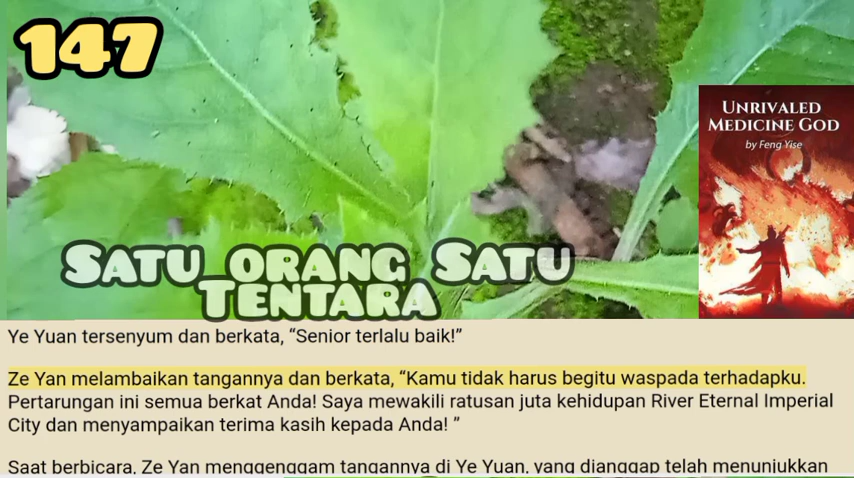 147
UNRIVALED
MEDICINE GOD
by Feng Yise
SATU ORANG SATU
TENTARA
Ye Yuan tersenyum dan berkata, “Senior terlalu baik!”
Ze Yan melambaikan tangannya dan berkata, “Kamu tidak harus begitu waspada terhadapku.
Pertarungan ini semua berkat Anda! Saya mewakili ratusan juta kehidupan River Eternal Imperial
City dan menyampaikan terima kasih kepada Anda! ”
Saat berbicara, Ze Yan menggenggam tangannya di Ye Yuan, yang dianggap telah menunjukkan